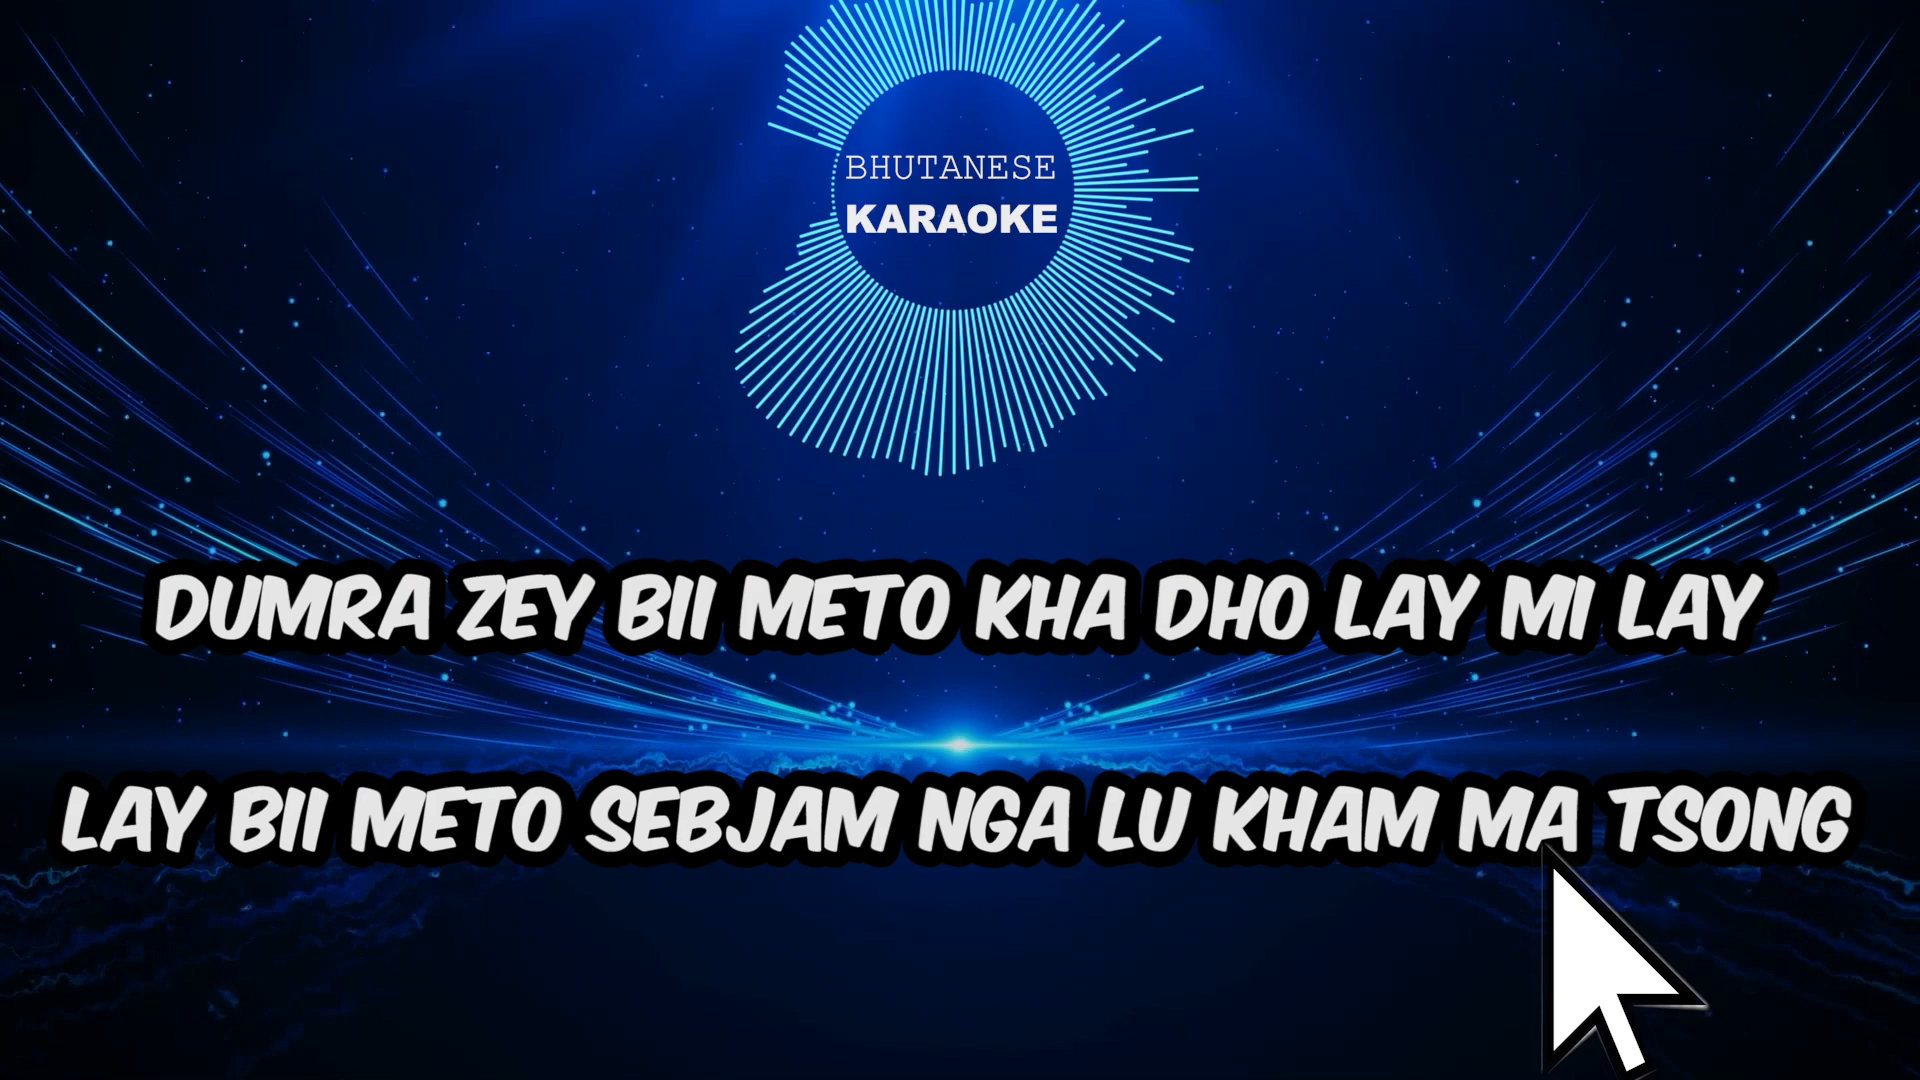 BHUTANESE
KARAOKE
DUMRA ZEY BII METO KHA DHO LAY MI LAY
LAY BII METO SEBJAM NGA LU KHAM MA TSONG